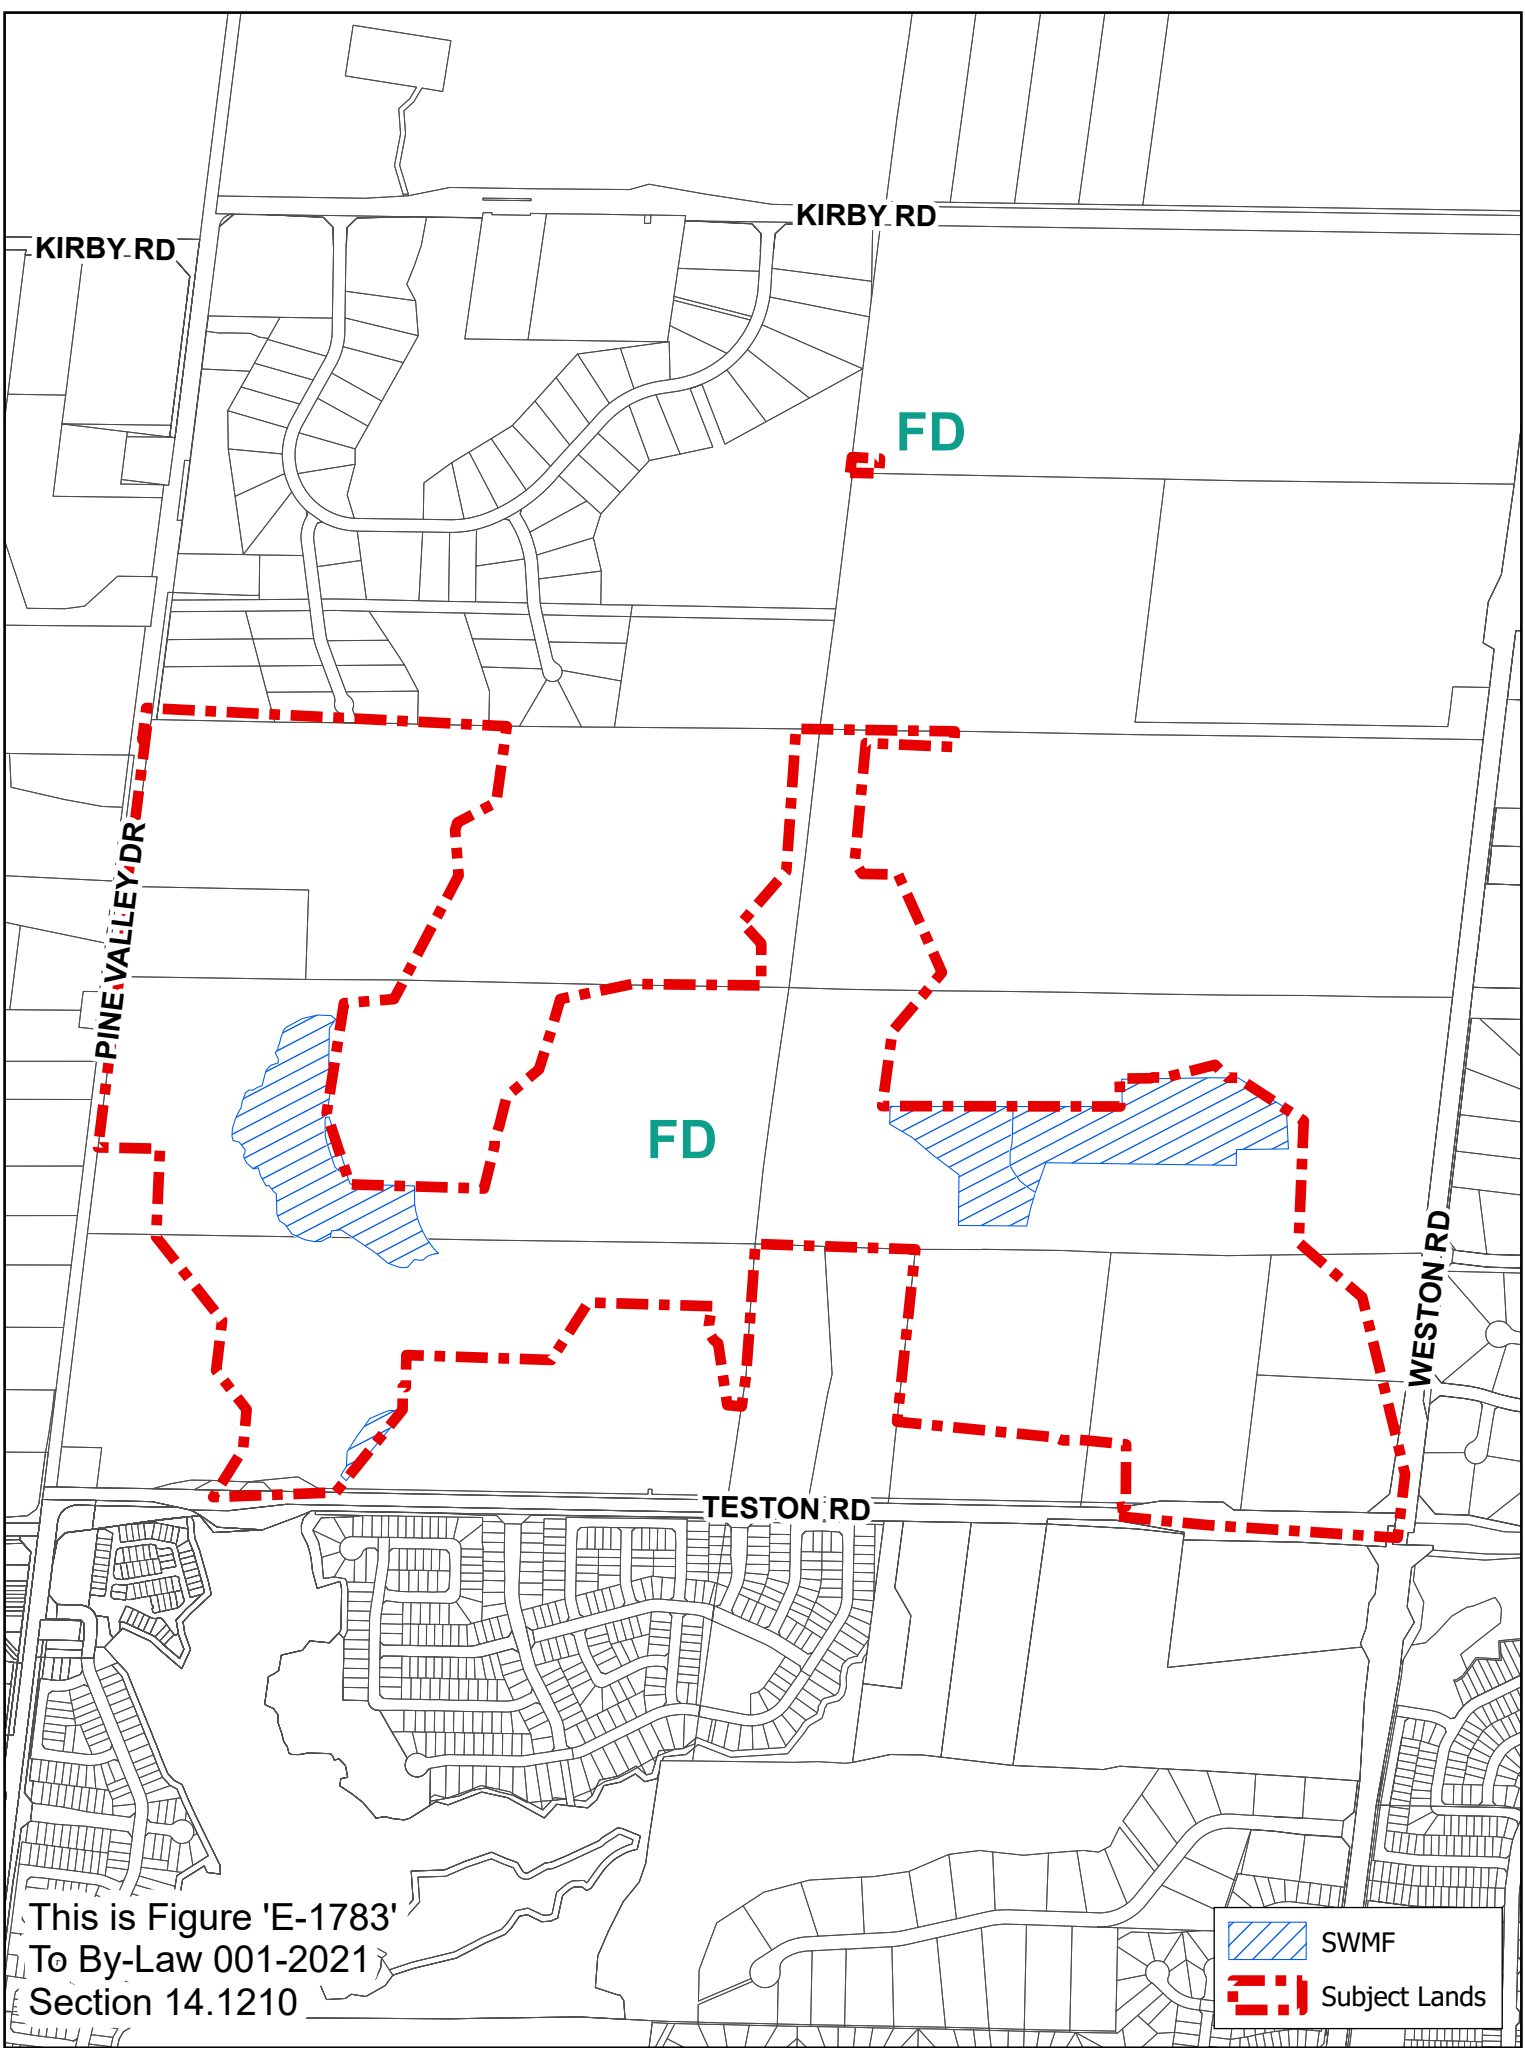 KIRBY RD
KIRBY RD
FD
PINE VALLEY DR
FD
WESTON RD
TESTON RD
This is Figure 'E-1783'
To By-Law 001-2021
Section 14.1210
SWMF
Subject Lands